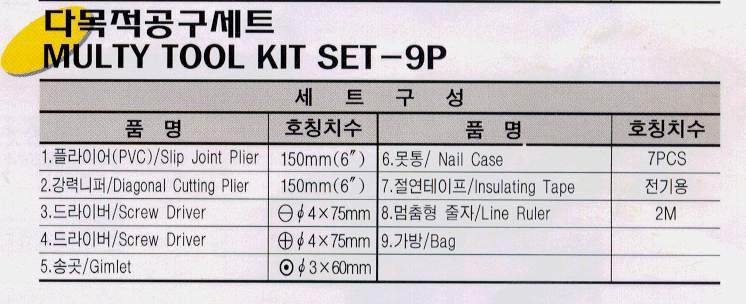 다목적공구세트
MULTY TOOL KIT SET-9P
세 트 구 성
품 명 호칭치수 품 명 호칭치수
1.플라이어(PVC)/Slip Joint Plier 150mm(6″) 6.못통/ Nail Case 7PCS
2.강력니퍼/Diagonal Cutting Plier 150mm(6″) 7.절연테이프/Insulating Tape 전기용
3.드라이버/Screw Driver ⊖ϕ4×75mm 8.멈춤형 줄자/Line Ruler 2M
4.드라이버/Screw Driver ⊕ϕ4×75mm 9.가방/Bag
5.송곳/Gimlet ⊙ϕ3×60mm